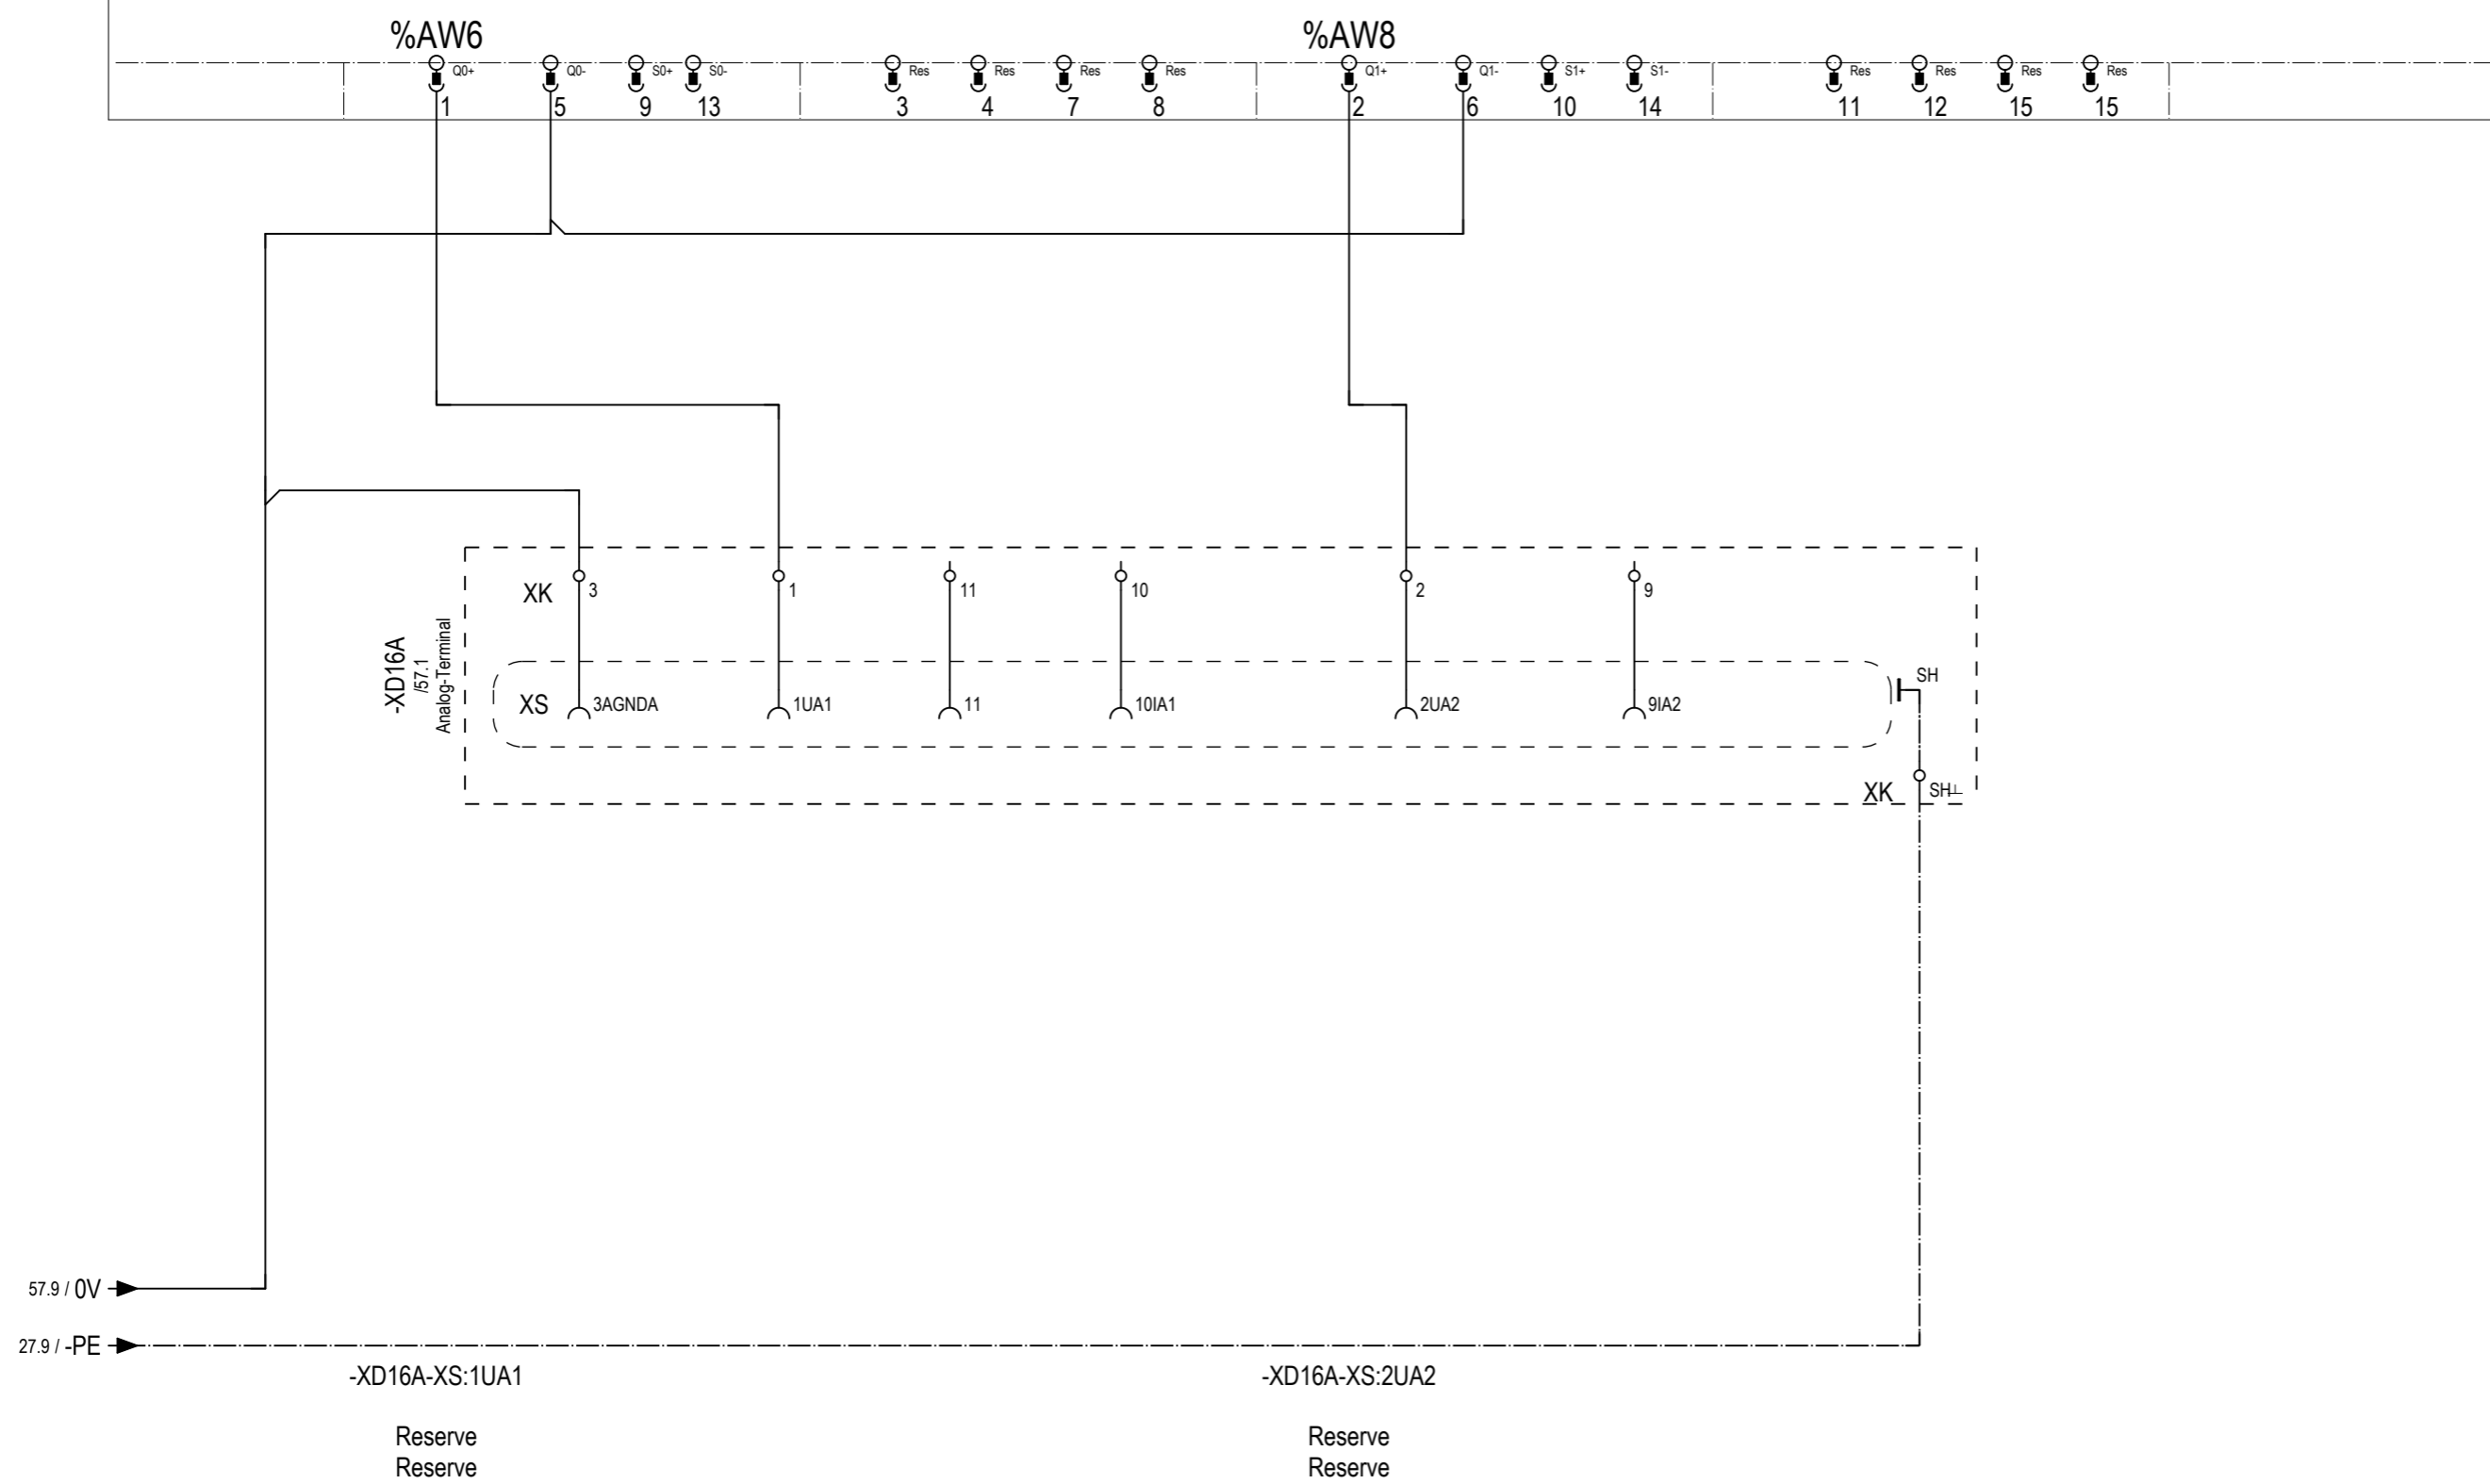 %AW6 %AW8
Q0+ Q0- S0+ S0- Res Res Res Res Q1+ Q1- S1+ S1- Res Res Res Res
1 5 9 13 3 4 7 8 2 6 10 14 11 12 15 15
-XD16A
/57.1
Analog-Terminal
XK 3 1 11 10 2 9
SH
XS 3AGNDA 1UA1 11 10IA1 2UA2 9IA2
XK SH⊥
57.9 / 0V
27.9 / -PE
-XD16A-XS:1UA1 -XD16A-XS:2UA2
Reserve Reserve
Reserve Reserve